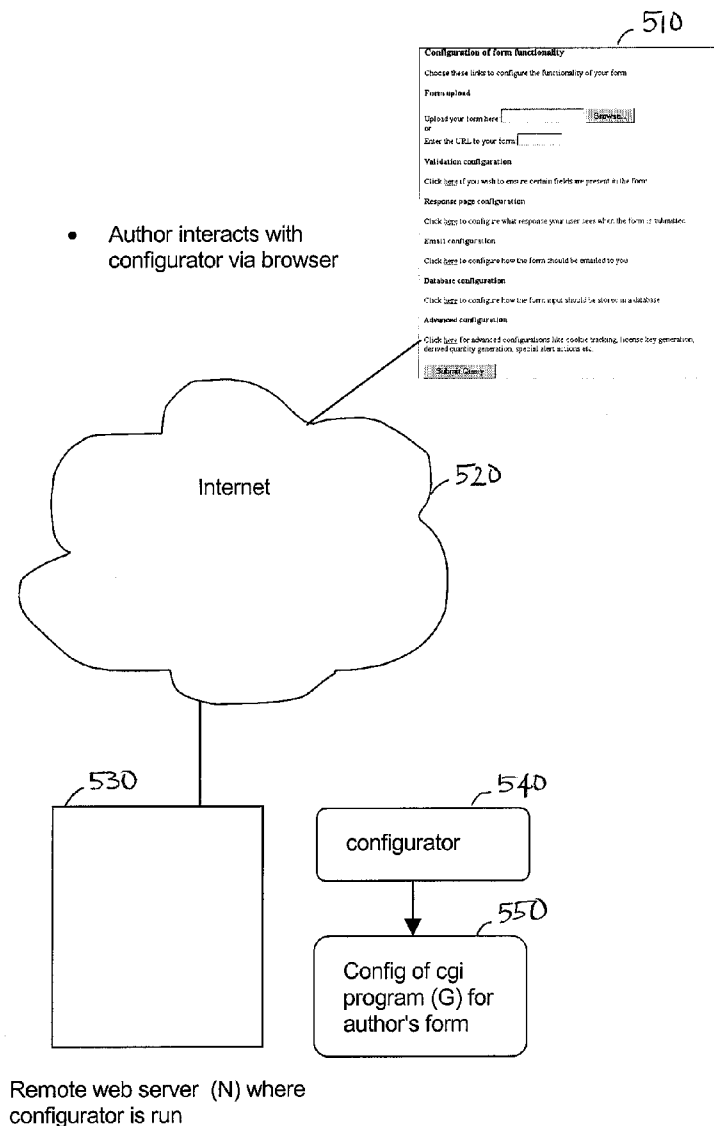 510
Configuration of form functionality
Choose these links to configure the functionality of your form
Form upload
Upload your form here Browse...
or
Enter the URL to your form
Validation configuration
Click here if you wish to ensure certain fields are present in the form
Response page configuration
Click here to configure what response your user sees when the form is submitted
Email configuration
Click here to configure how the form should be emailed to you
Database configuration
Click here to configure how the form input should be stored in a database
Advanced configuration
Click here for advanced configurations like cookie tracking, license key generation,
derived quantity generation, special alert actions etc.
Submit Query
• Author interacts with
configurator via browser
Internet
520
530
540
configurator
550
Config of cgi
program (G) for
author's form
Remote web server (N) where
configurator is run